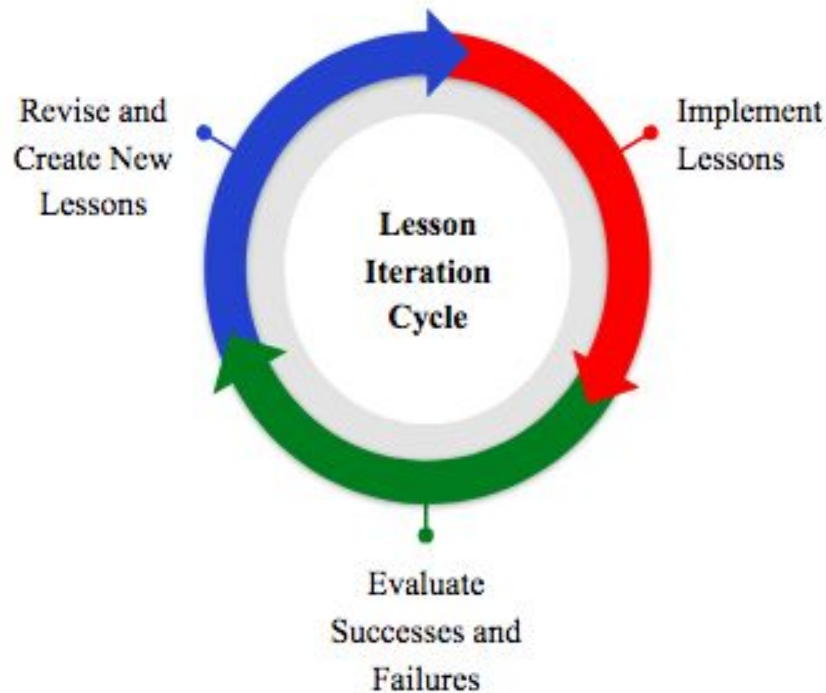 Revise and
Create New
Lessons
Implement
Lessons
Lesson
Iteration
Cycle
Evaluate
Successes and
Failures